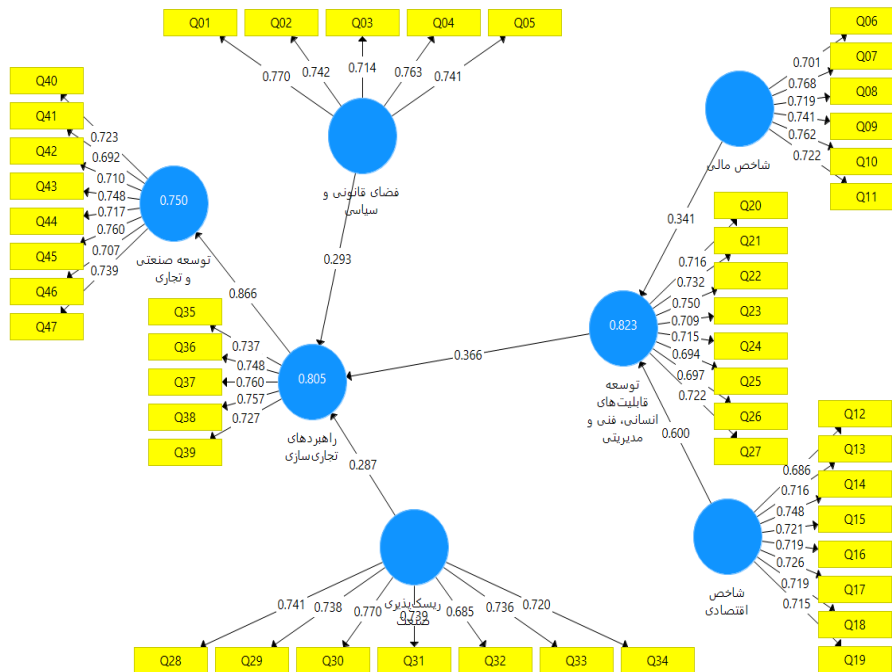 Q01
Q02
Q03
Q04
Q05
0.770
0.742
0.714
0.763
0.741
فضای قانونی و
سیاسی
Q06
Q07
Q08
Q09
Q10
Q11
0.701
0.768
0.719
0.741
0.762
0.722
شاخص مالی
Q40
Q41
Q42
Q43
Q44
Q45
Q46
Q47
0.723
0.692
0.710
0.748
0.717
0.760
0.707
0.739
0.750
توسعه صنعتی
و تجاری
0.341
0.293
0.866
0.366
Q20
Q21
Q22
Q23
Q24
Q25
Q26
Q27
0.716
0.732
0.750
0.709
0.715
0.694
0.697
0.722
0.823
توسعه
قابلیت‌های
انسانی، فنی و
مدیریتی
Q35
Q36
Q37
Q38
Q39
0.737
0.748
0.760
0.757
0.727
0.805
راهبردهای
تجاری‌سازی
0.287
0.600
Q12
Q13
Q14
Q15
Q16
Q17
Q18
Q19
0.686
0.716
0.748
0.721
0.719
0.726
0.719
0.715
شاخص
اقتصادی
ریسک‌پذیری
صنعت
0.741
0.738
0.770
0.739
0.685
0.736
0.720
Q28
Q29
Q30
Q31
Q32
Q33
Q34